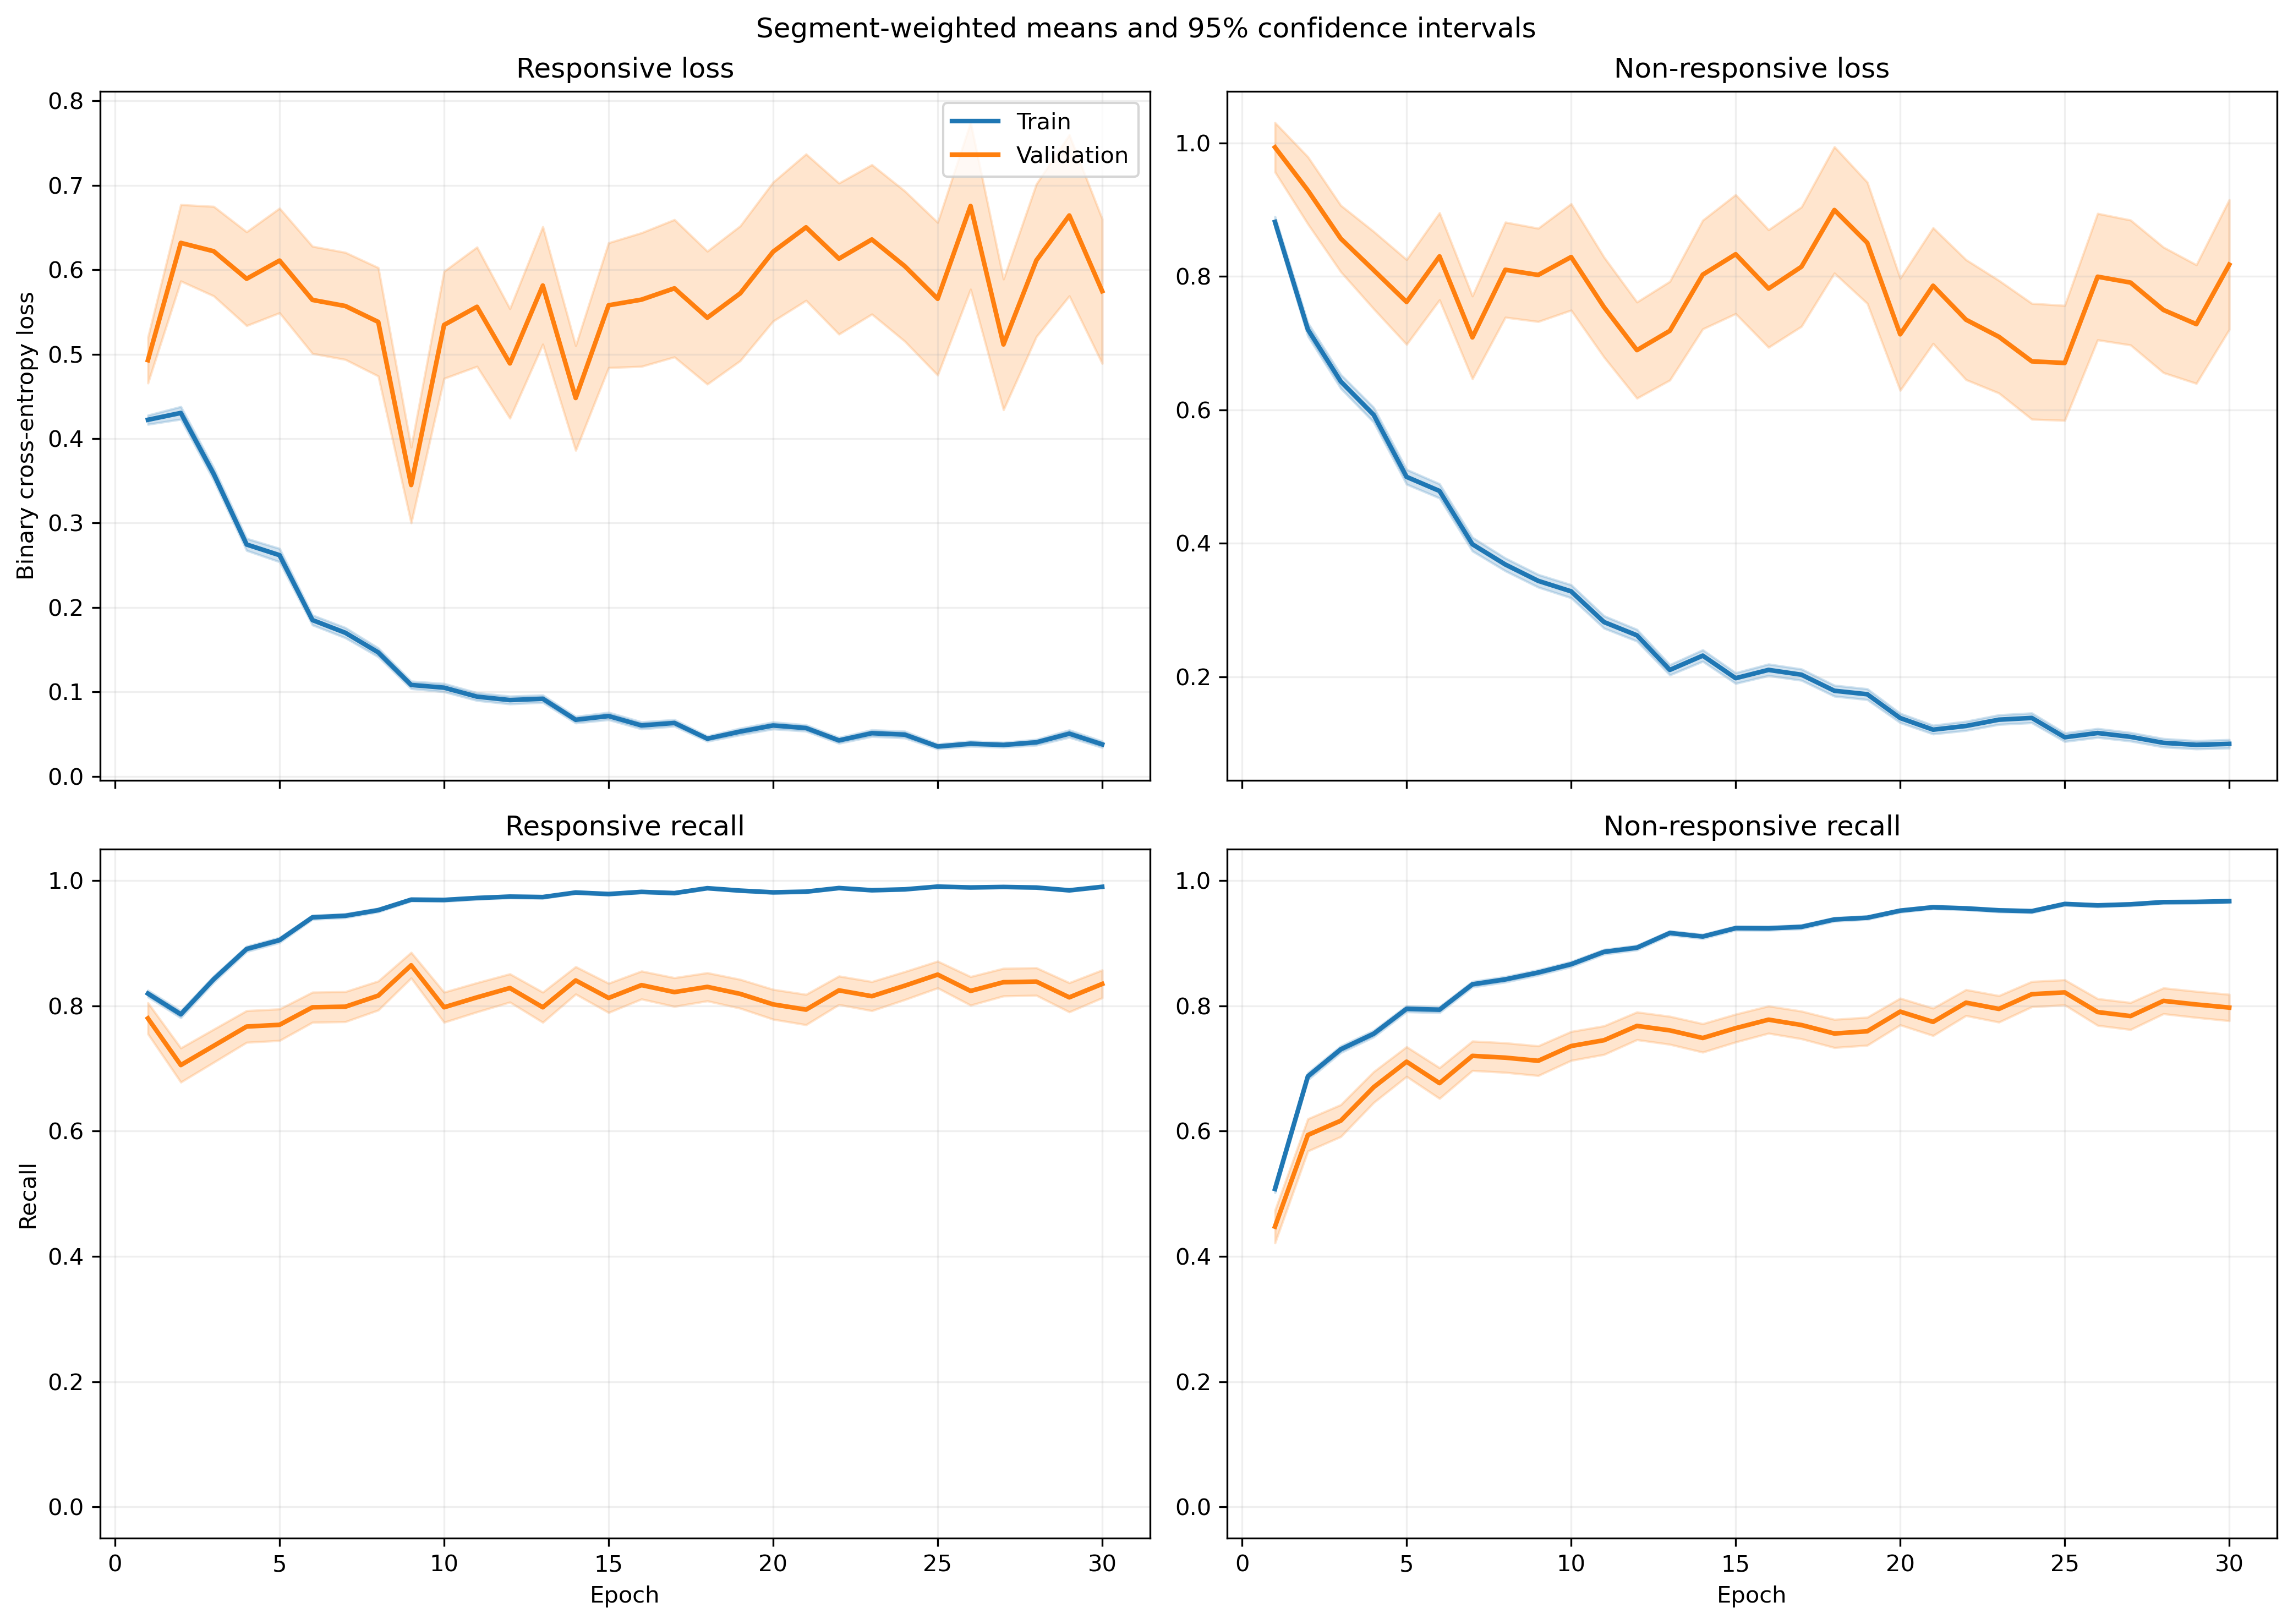 Segment-weighted means and 95% confidence intervals
Responsive loss
Binary cross-entropy loss
0.8
0.7
0.6
0.5
0.4
0.3
0.2
0.1
0.0
Train
Validation
Non-responsive loss
1.0
0.8
0.6
0.4
0.2
Responsive recall
Recall
1.0
0.8
0.6
0.4
0.2
0.0
0 5 10 15 20 25 30
Epoch
Non-responsive recall
1.0
0.8
0.6
0.4
0.2
0.0
0 5 10 15 20 25 30
Epoch